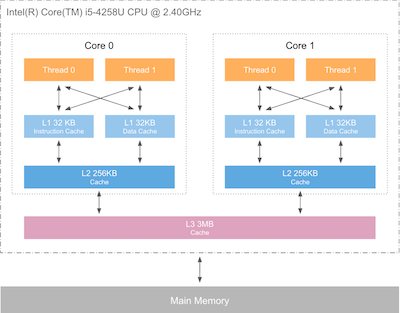 Intel(R) Core(TM) i5-4258U CPU @ 2.40GHz
Core 0
Core 1
Thread 0
Thread 1
Thread 0
Thread 1
L1 32 KB
Instruction Cache
L1 32KB
Data Cache
L1 32 KB
Instruction Cache
L1 32KB
Data Cache
L2 256KB
Cache
L2 256KB
Cache
L3 3MB
Cache
Main Memory